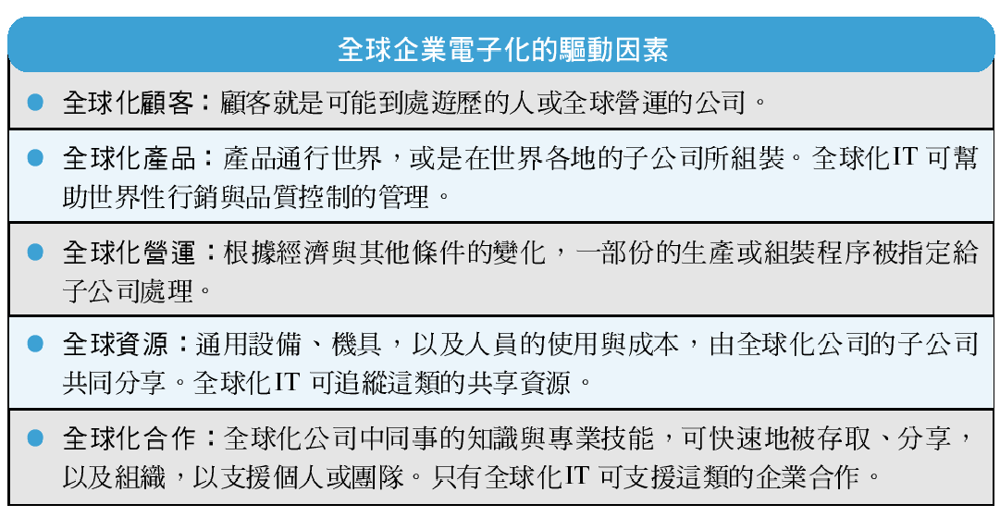 全球企業電子化的驅動因素
● 全球化顧客：顧客就是可能到處遊歷的人或全球營運的公司。
● 全球化產品：產品通行世界，或是在世界各地的子公司所組裝。全球化IT 可幫
助世界性行銷與品質控制的管理。
● 全球化營運：根據經濟與其他條件的變化，一部份的生產或組裝程序被指定給
子公司處理。
● 全球資源：通用設備、機具，以及人員的使用與成本，由全球化公司的子公司
共同分享。全球化IT 可追縱這類的共享資源。
● 全球化合作：全球化公司中同事的知識與專業技能，可快速地被存取、分享，
以及組織，以支援個人或團隊。只有全球化IT 可支援這類的企業合作。